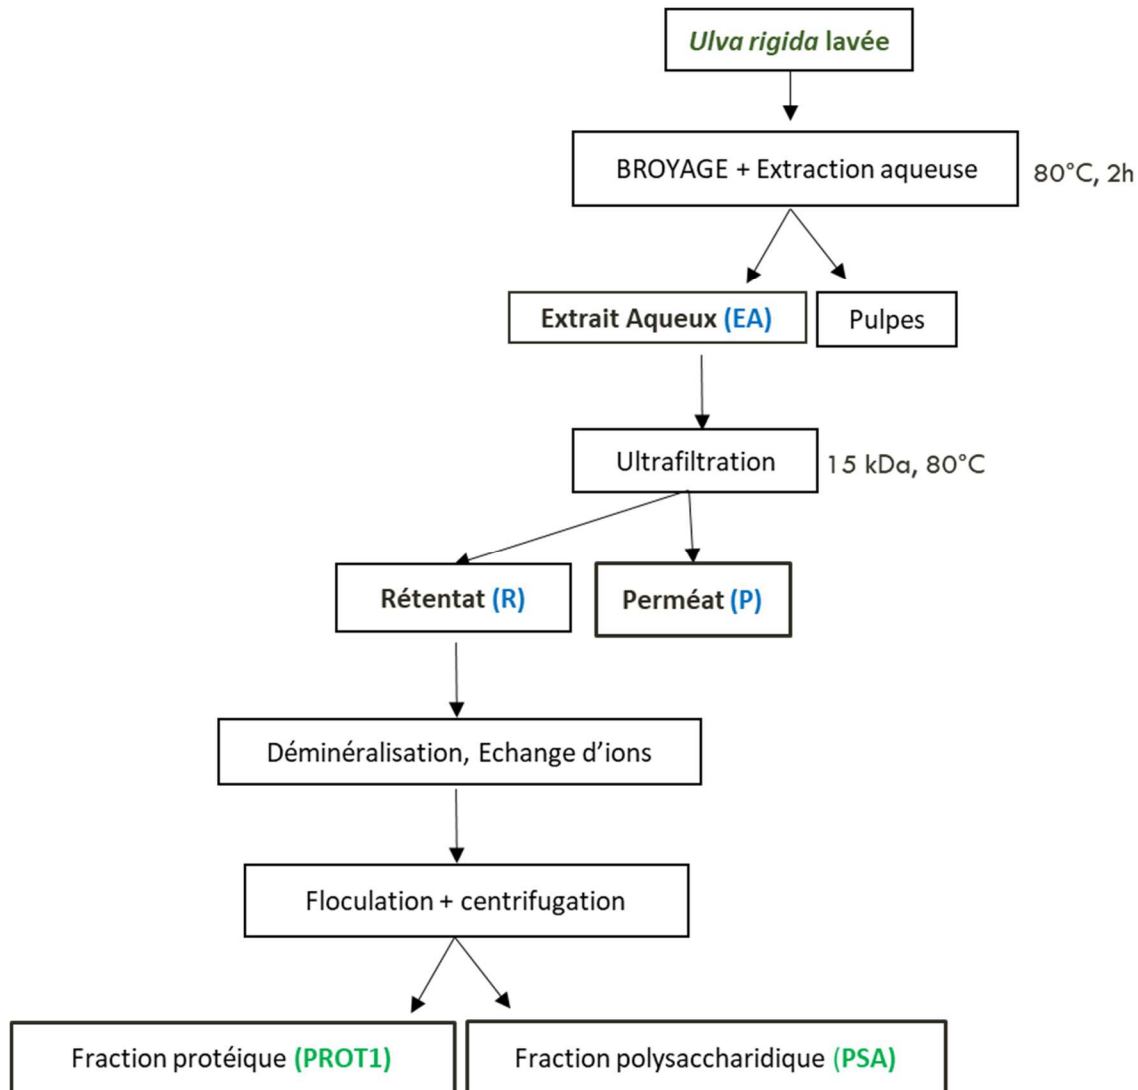 Ulva rigida lavée
BROYAGE + Extraction aqueuse
80°C, 2h
Extrait Aqueux (EA)
Pulpes
Ultrafiltration
15 kDa, 80°C
Rétentat (R)
Perméat (P)
Déminéralisation, Echange d'ions
Floculation + centrifugation
Fraction protéique (PROT1)
Fraction polysaccharidique (PSA)